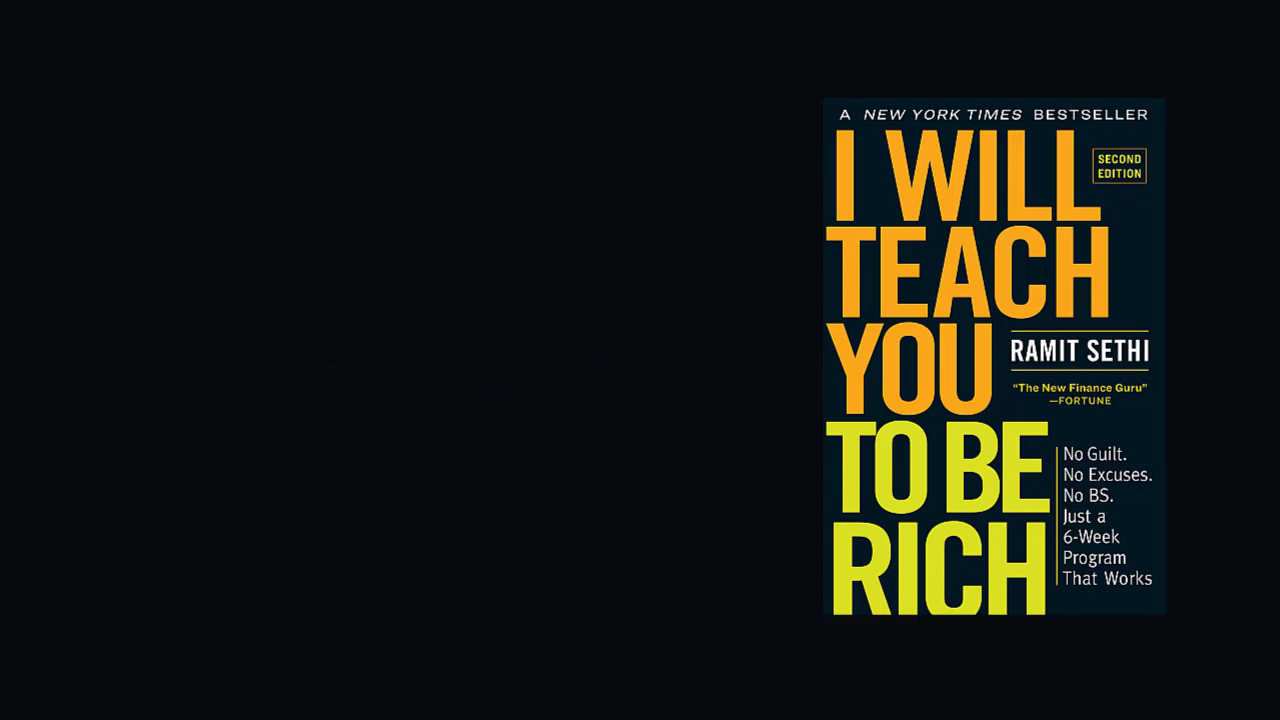 A NEW YORK TIMES BESTSELLER
I WILL
SECOND
EDITION
TEACH
YOU
RAMIT SETHI
“The New Finance Guru”
—FORTUNE
TO BE
RICH
No Guilt.
No Excuses.
No BS.
Just a
6-Week
Program
That Works